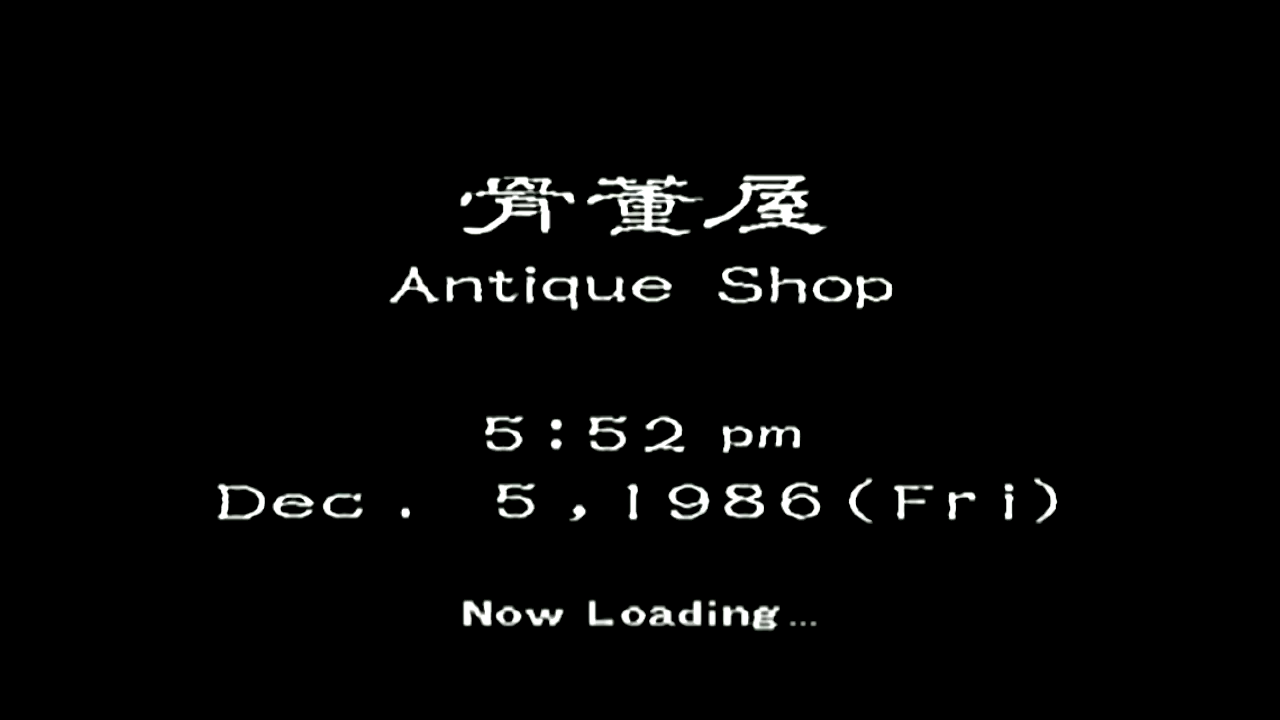 骨董屋
Antique Shop
5:52 pm
Dec. 5,1986(Fri)
Now Loading...